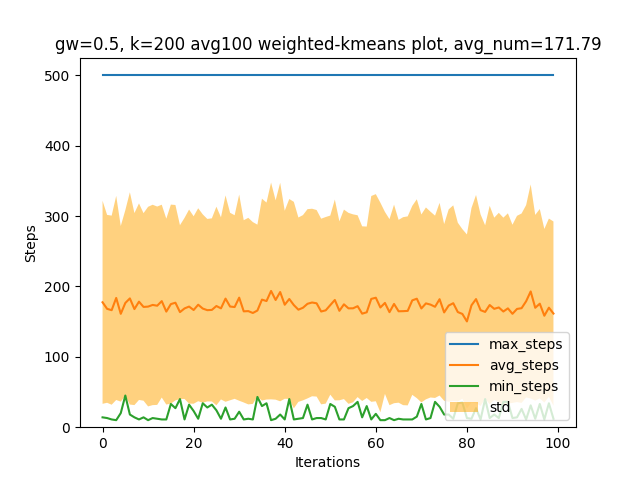 gw=0.5, k=200 avg100 weighted-kmeans plot, avg_num=171.79
500
400
300
200
100
0
Steps
max_steps
avg_steps
min_steps
std
0 20 40 60 80 100
Iterations